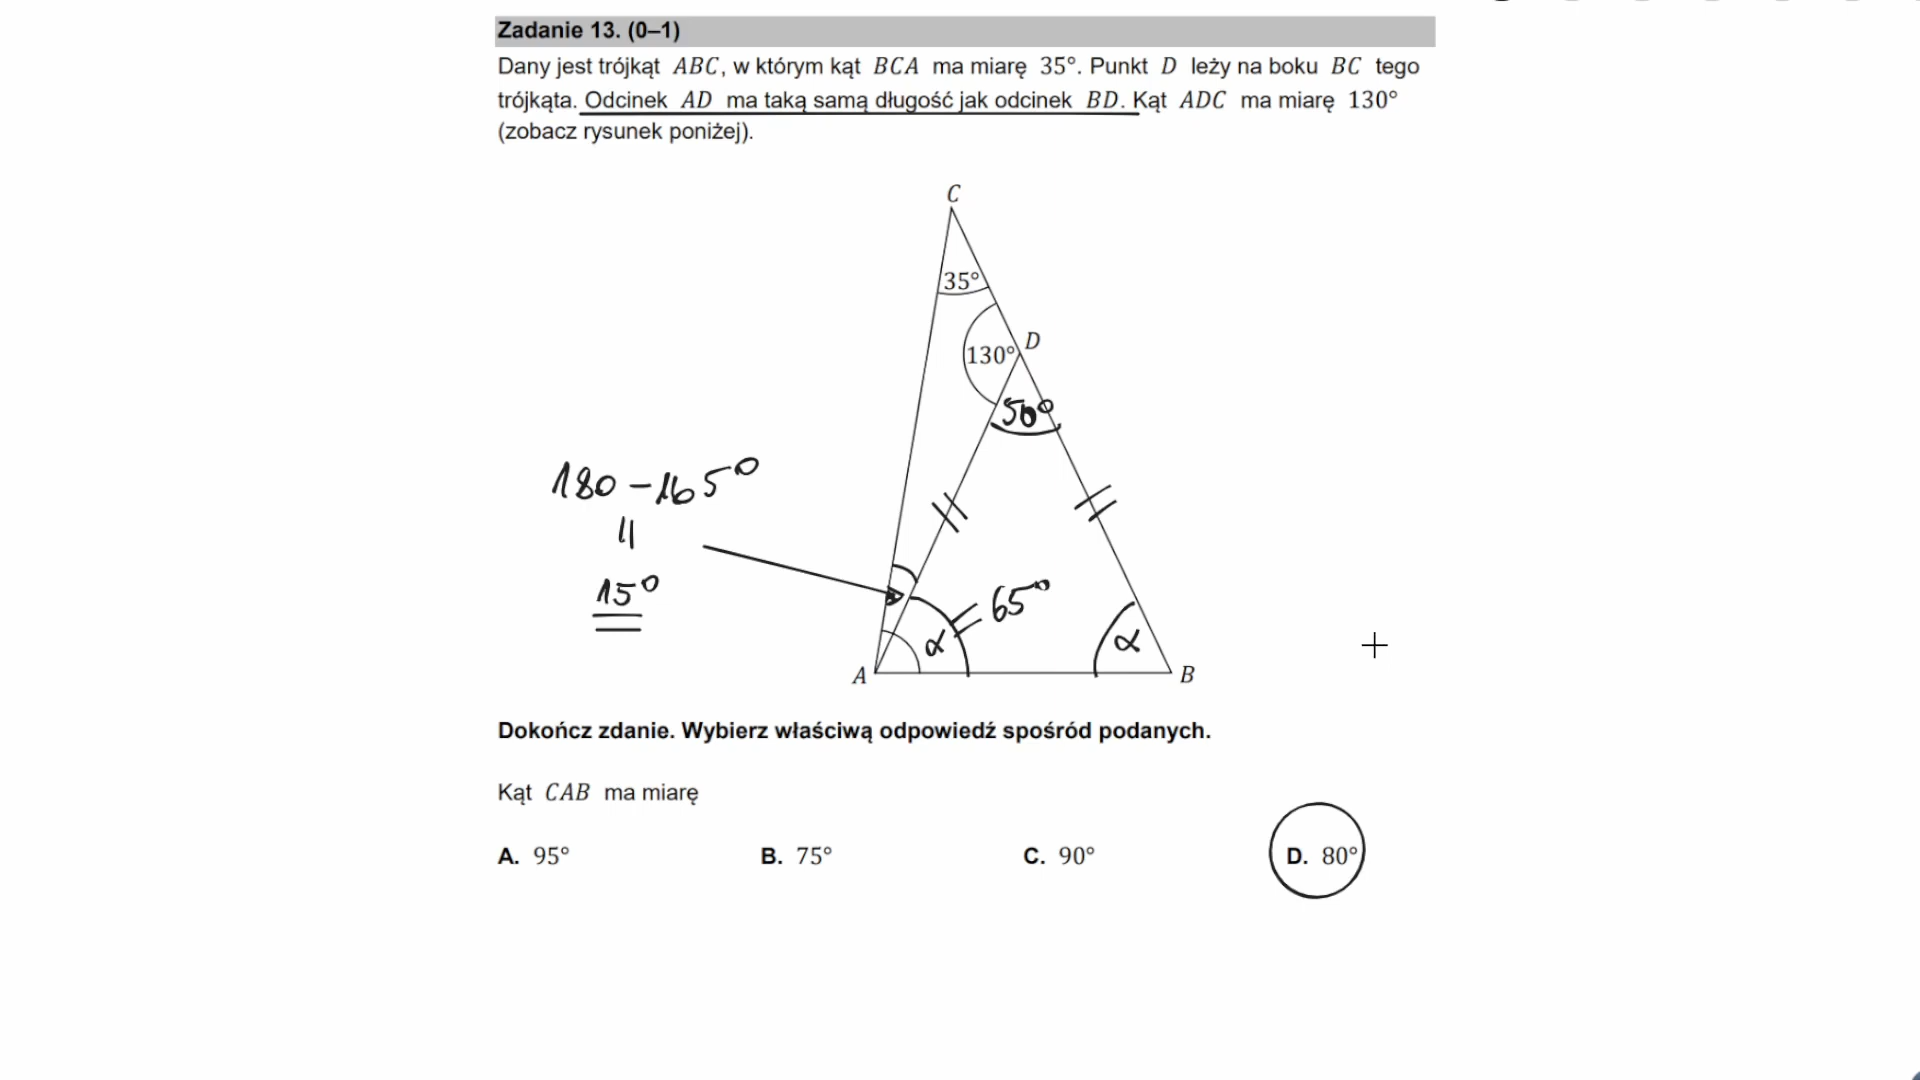 Zadanie 13. (0–1)
Dany jest trójkąt ABC, w którym kąt BCA ma miarę 35°. Punkt D leży na boku BC tego
trójkąta. Odcinek AD ma taką samą długość jak odcinek BD. Kąt ADC ma miarę 130°
(zobacz rysunek poniżej).
C
35°
D
130°
50°
180 – 165°
||
15°
α = 65°
α
A
B
Dokończ zdanie. Wybierz właściwą odpowiedź spośród podanych.
Kąt CAB ma miarę
A. 95° B. 75° C. 90° D. 80°